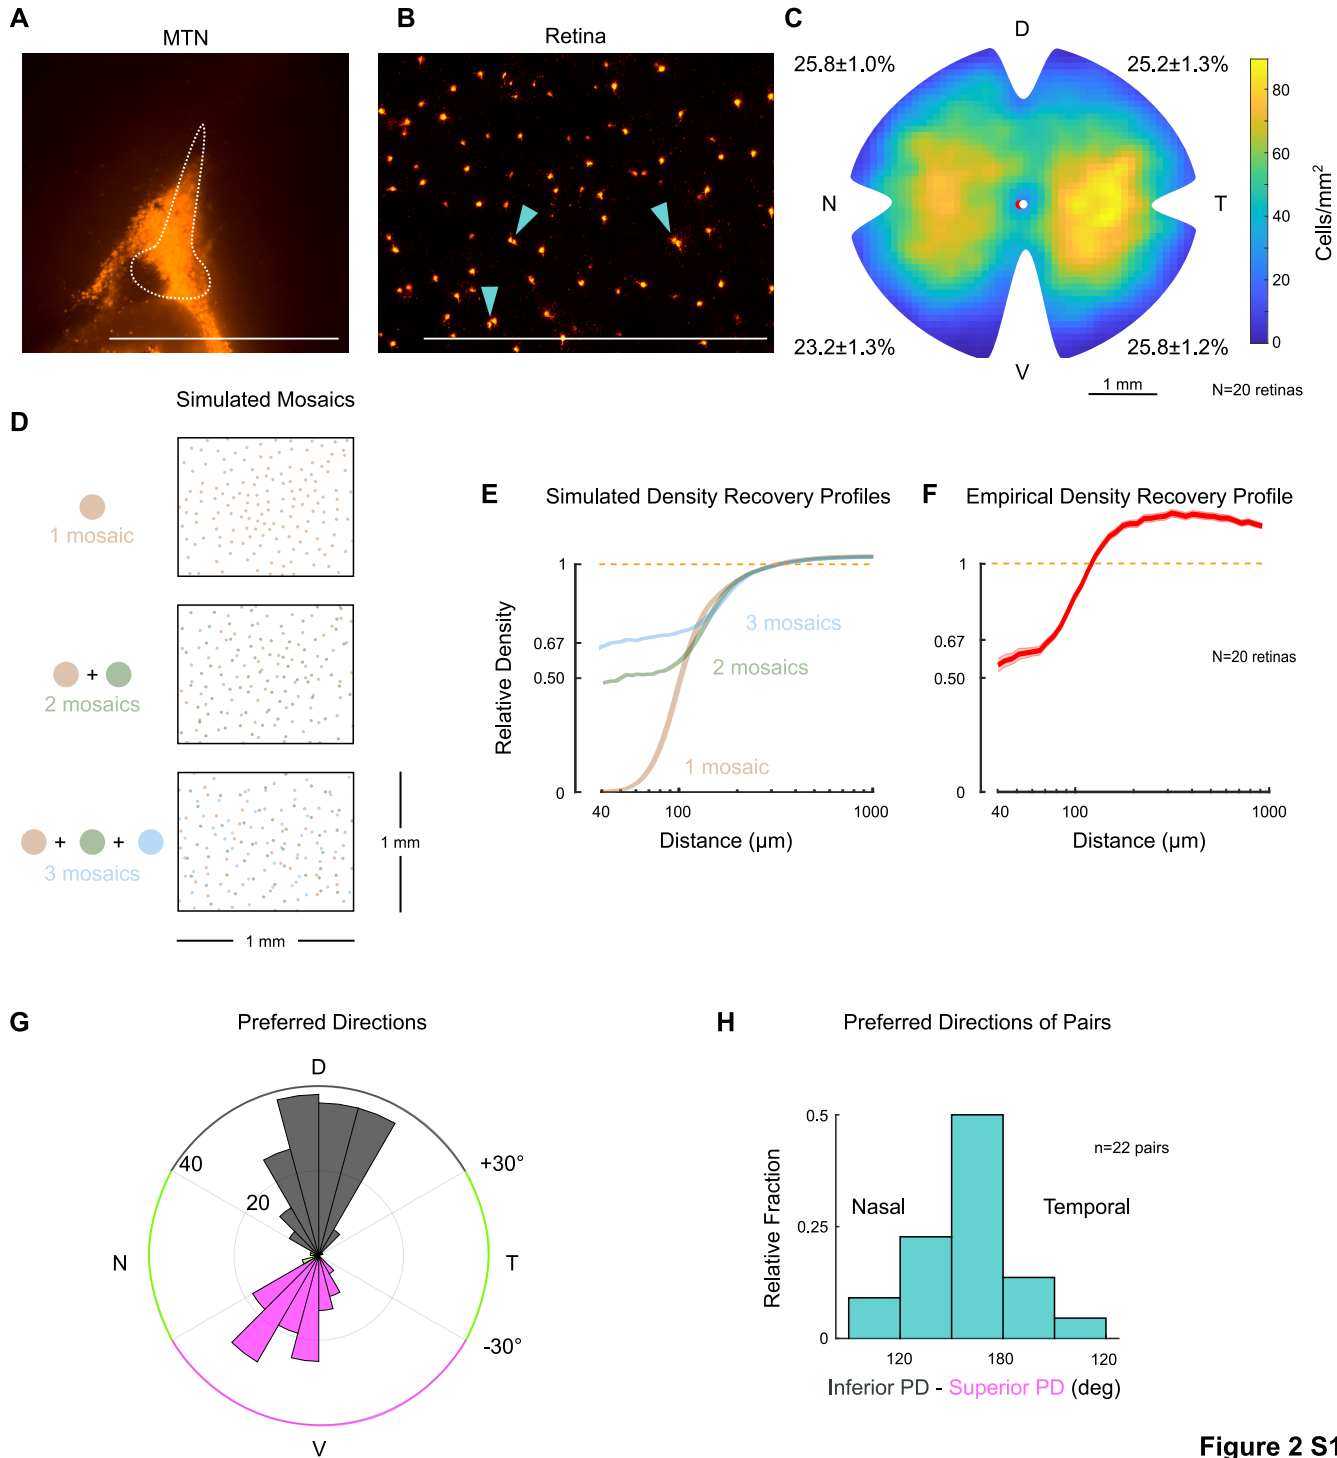 A
MTN
B
Retina
C
D
25.8±1.0%
25.2±1.3%
N
T
23.2±1.3%
25.8±1.2%
V
1 mm
N=20 retinas
80
60
40
20
0
Cells/mm²
D
Simulated Mosaics
1 mosaic
+
2 mosaics
+ +
3 mosaics
1 mm
1 mm
E
Simulated Density Recovery Profiles
1
0.67
0.50
0
Relative Density
3 mosaics
2 mosaics
1 mosaic
40 100 1000
Distance (µm)
F
Empirical Density Recovery Profile
1
0.67
0.50
0
N=20 retinas
40 100 1000
Distance (µm)
G
Preferred Directions
D
40
20
+30°
N
T
-30°
V
H
Preferred Directions of Pairs
0.5
0.25
0
Relative Fraction
n=22 pairs
Nasal
Temporal
120 180 120
Inferior PD - Superior PD (deg)
Figure 2 S1